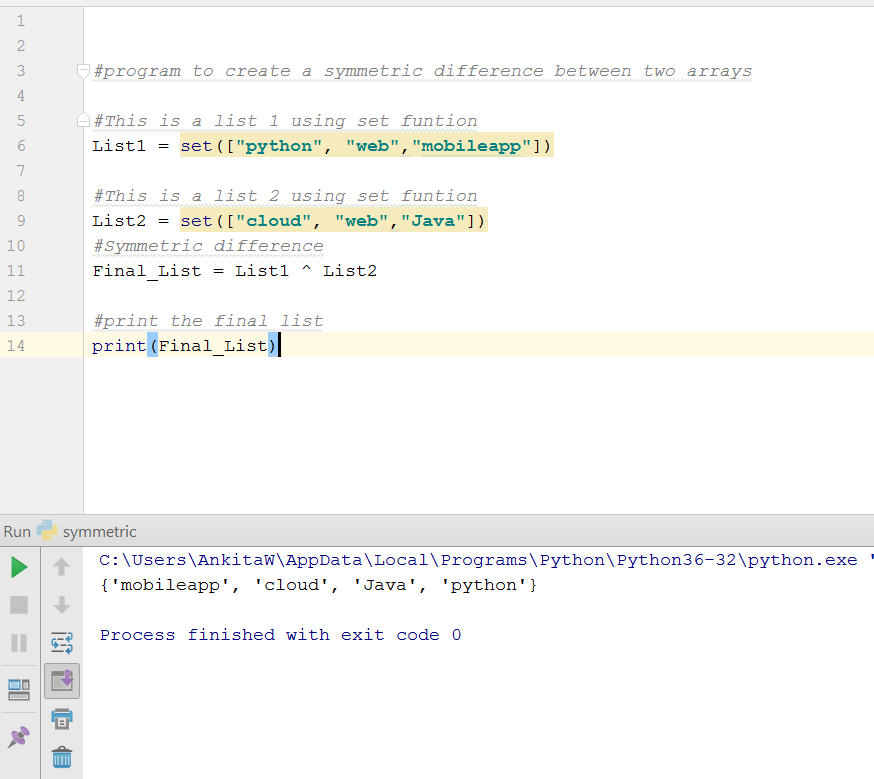 1
2
3 #program to create a symmetric difference between two arrays
4
5 #This is a list 1 using set funtion
6 List1 = set(["python", "web","mobileapp"])
7
8 #This is a list 2 using set funtion
9 List2 = set(["cloud", "web","Java"])
10 #Symmetric difference
11 Final_List = List1 ^ List2
12
13 #print the final list
14 print(Final_List)
Run symmetric
C:\Users\AnkitaW\AppData\Local\Programs\Python\Python36-32\python.exe "
{'mobileapp', 'cloud', 'Java', 'python'}
Process finished with exit code 0